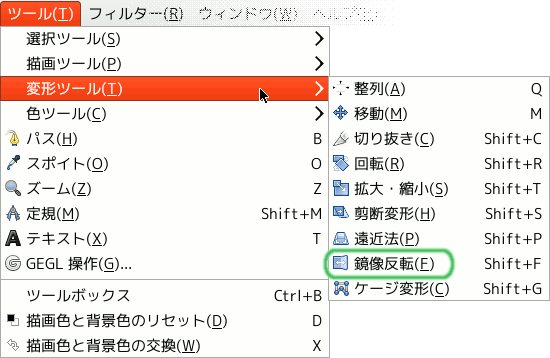 ツール(T) フィルター(R) ウィンドウ(W) ヘルプ(H)
選択ツール(S)
描画ツール(P)
変形ツール(T)
色ツール(C)
パス(H) B
スポイト(O) O
ズーム(Z) Z
定規(M) Shift+M
テキスト(X) T
GEGL 操作(G)...
ツールボックス Ctrl+B
描画色と背景色のリセット(D) D
描画色と背景色の交換(W) X
整列(A) Q
移動(M) M
切り抜き(C) Shift+C
回転(R) Shift+R
拡大・縮小(S) Shift+T
剪断変形(H) Shift+S
遠近法(P) Shift+P
鏡像反転(F) Shift+F
ケージ変形(C) Shift+G